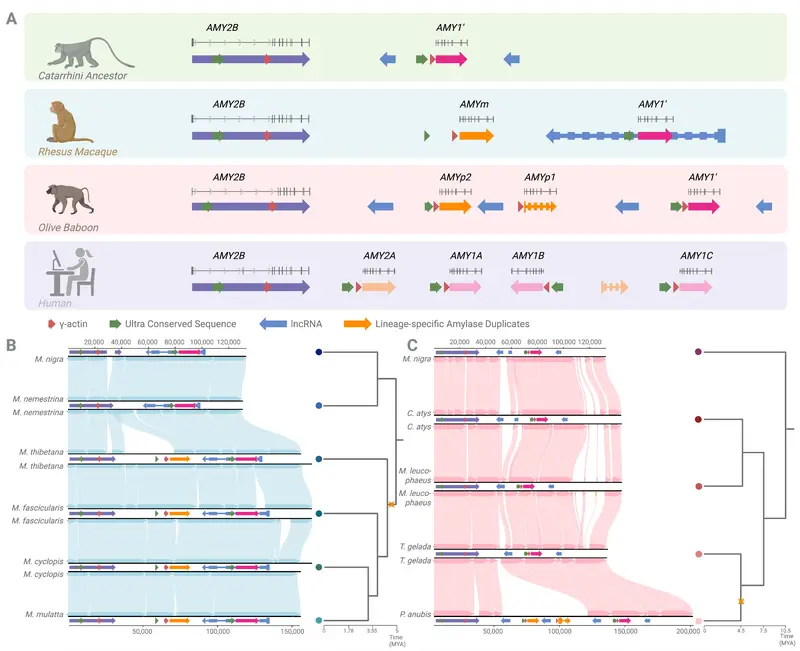 A
AMY2B AMY1'
Catarrhini Ancestor
AMY2B AMYm AMY1'
Rhesus Macaque
AMY2B AMYp2 AMYp1 AMY1'
Olive Baboon
AMY2B AMY2A AMY1A AMY1B AMY1C
Human
γ-actin Ultra Conserved Sequence lncRNA Lineage-specific Amylase Duplicates
B
20,000 40,000 60,000 80,000 100,000 120,000
M. nigra
M. nemestrina
M. nemestrina
M. thibetana
M. thibetana
M. fascicularis
M. fascicularis
M. cyclopis
M. cyclopis
M. mulatta
50,000 100,000 150,000
0 1.78 3.55 5
Time
(MYA)
C
20,000 40,000 60,000 80,000 100,000 120,000
M. nigra
C. atys
C. atys
M. leuco-
phaeus
M. leuco-
phaeus
T. gelada
T. gelada
P. anubis
50,000 100,000 150,000 200,000
0 4.5 7.5 10.5
Time
(MYA)